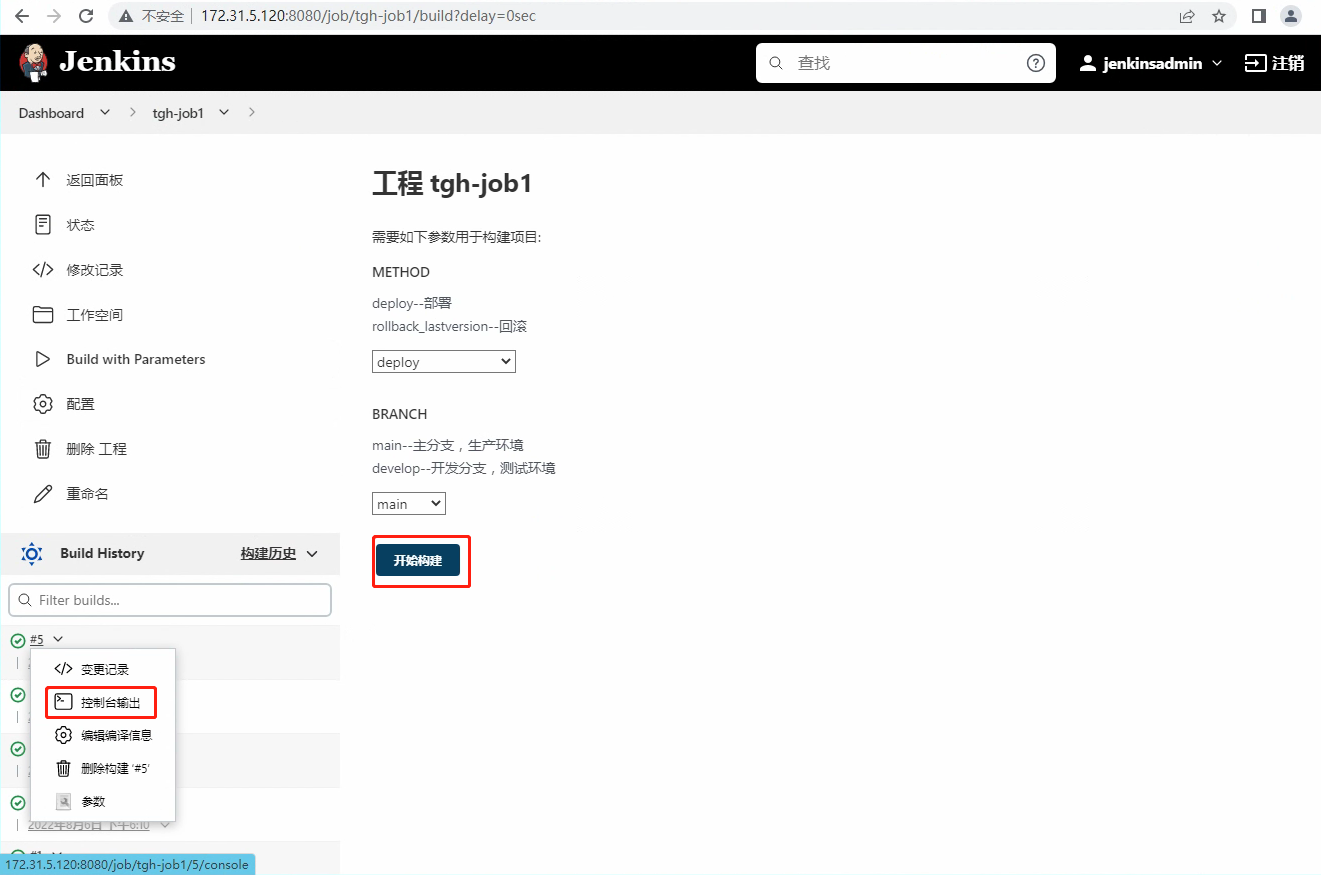 不安全 172.31.5.120:8080/job/tgh-job1/build?delay=0sec
Jenkins
查找
jenkinsadmin
注销
Dashboard
tgh-job1
返回面板
状态
修改记录
工作空间
Build with Parameters
配置
删除 工程
重命名
工程 tgh-job1
需要如下参数用于构建项目:
METHOD
deploy--部署
rollback_lastversion--回滚
deploy
BRANCH
main--主分支，生产环境
develop--开发分支，测试环境
main
开始构建
Build History
构建历史
Filter builds...
#5
变更记录
控制台输出
编辑编译信息
删除构建 '#5'
参数
2022年8月6日 下午6:10
#1
172.31.5.120:8080/job/tgh-job1/5/console